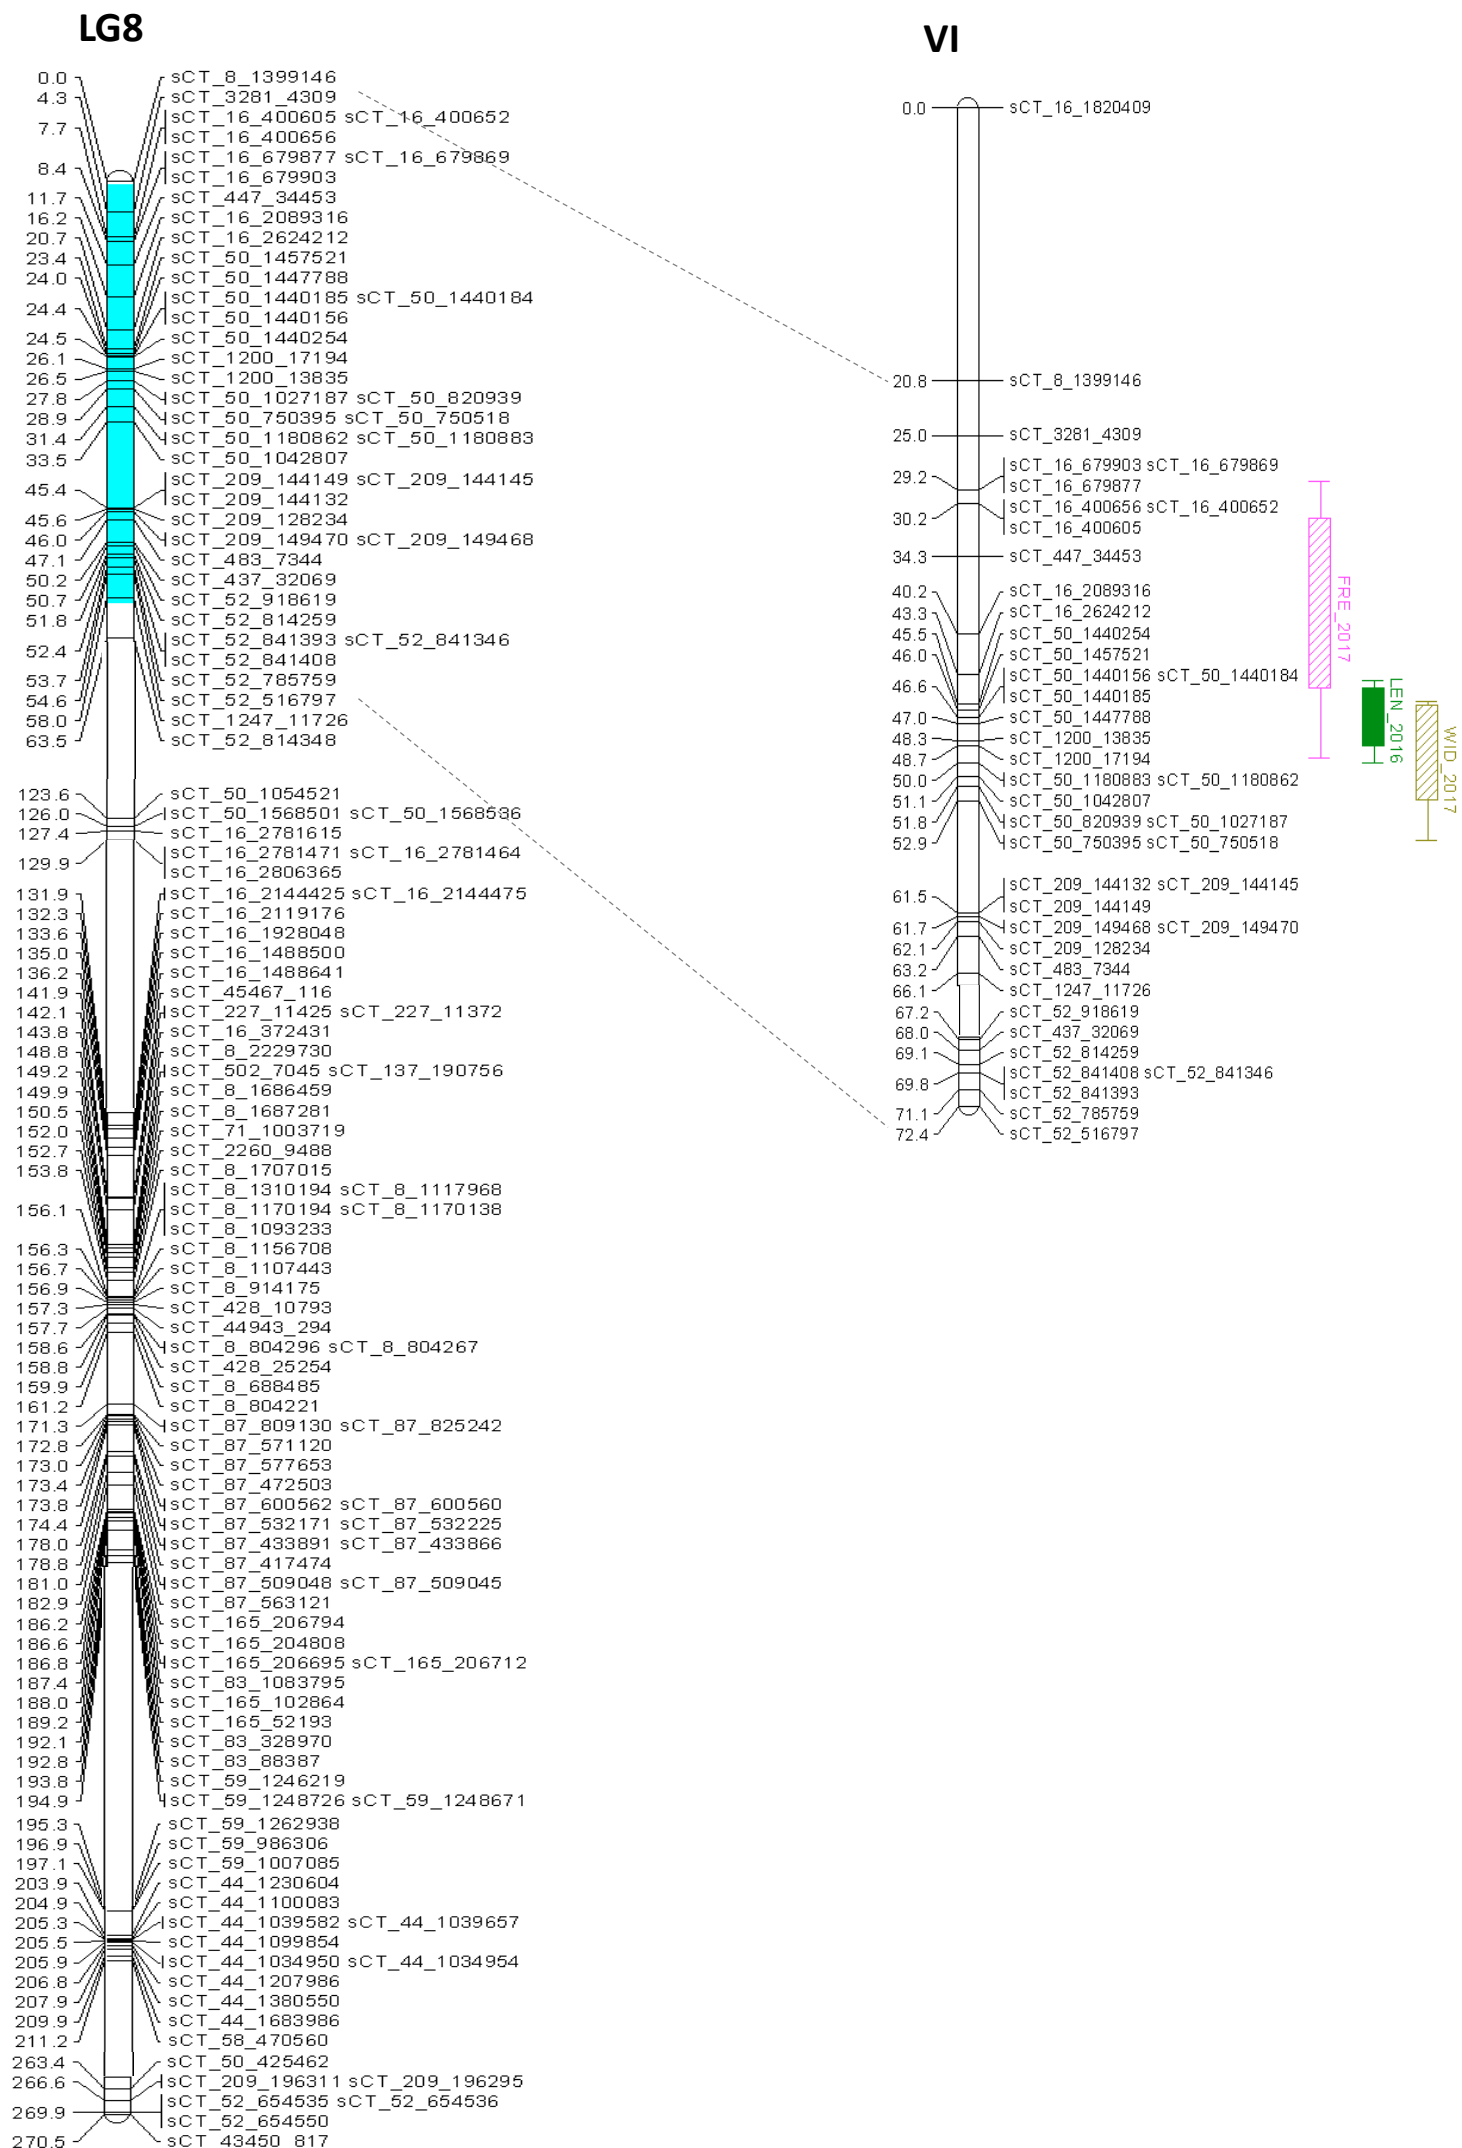 LG8
0.0 sCT_8_1399146
4.3 sCT_3281_4309
7.7 sCT_16_400605 sCT_16_400652
sCT_16_400656
8.4 sCT_16_679877 sCT_16_679869
sCT_16_679903
11.7 sCT_447_34453
16.2 sCT_16_2089316
20.7 sCT_16_2624212
23.4 sCT_50_1457521
24.0 sCT_50_1447788
24.4 sCT_50_1440185 sCT_50_1440184
sCT_50_1440156
24.5 sCT_50_1440254
26.1 sCT_1200_17194
26.5 sCT_1200_13835
27.8 sCT_50_1027187 sCT_50_820939
28.9 sCT_50_750395 sCT_50_750518
31.4 sCT_50_1180862 sCT_50_1180883
33.5 sCT_50_1042807
45.4 sCT_209_144149 sCT_209_144145
sCT_209_144132
45.6 sCT_209_128234
46.0 sCT_209_149470 sCT_209_149468
47.1 sCT_483_7344
50.2 sCT_437_32069
50.7 sCT_52_918619
51.8 sCT_52_814259
52.4 sCT_52_841393 sCT_52_841346
sCT_52_841408
53.7 sCT_52_785759
54.6 sCT_52_516797
58.0 sCT_1247_11726
63.5 sCT_52_814348
123.6 sCT_50_1054521
126.0 sCT_50_1568501 sCT_50_1568536
127.4 sCT_16_2781615
129.9 sCT_16_2781471 sCT_16_2781464
sCT_16_2806365
131.9 sCT_16_2144425 sCT_16_2144475
132.3 sCT_16_2119176
133.6 sCT_16_1928048
135.0 sCT_16_1488500
136.2 sCT_16_1488641
141.9 sCT_45467_116
142.1 sCT_227_11425 sCT_227_11372
143.8 sCT_16_372431
148.8 sCT_8_2229730
149.2 sCT_502_7045 sCT_137_190756
149.9 sCT_8_1686459
150.5 sCT_8_1687281
152.0 sCT_71_1003719
152.7 sCT_2260_9488
153.8 sCT_8_1707015
sCT_8_1310194 sCT_8_1117968
156.1 sCT_8_1170194 sCT_8_1170138
sCT_8_1093233
156.3 sCT_8_1156708
156.7 sCT_8_1107443
156.9 sCT_8_914175
157.3 sCT_428_10793
157.7 sCT_44943_294
158.6 sCT_8_804296 sCT_8_804267
158.8 sCT_428_25254
159.9 sCT_8_688485
161.2 sCT_8_804221
171.3 sCT_87_809130 sCT_87_825242
172.8 sCT_87_571120
173.0 sCT_87_577653
173.4 sCT_87_472503
173.8 sCT_87_600562 sCT_87_600560
174.4 sCT_87_532171 sCT_87_532225
178.0 sCT_87_433891 sCT_87_433866
178.8 sCT_87_417474
181.0 sCT_87_509048 sCT_87_509045
182.9 sCT_87_563121
186.2 sCT_165_206794
186.6 sCT_165_204808
186.8 sCT_165_206695 sCT_165_206712
187.4 sCT_83_1083795
188.0 sCT_165_102864
189.2 sCT_165_52193
192.1 sCT_83_328970
192.8 sCT_83_88387
193.8 sCT_59_1246219
194.9 sCT_59_1248726 sCT_59_1248671
195.3 sCT_59_1262938
196.9 sCT_59_986306
197.1 sCT_59_1007085
203.9 sCT_44_1230604
204.9 sCT_44_1100083
205.3 sCT_44_1039582 sCT_44_1039657
205.5 sCT_44_1099854
205.9 sCT_44_1034950 sCT_44_1034954
206.8 sCT_44_1207986
207.9 sCT_44_1380550
209.9 sCT_44_1683986
211.2 sCT_58_470560
263.4 sCT_50_425462
266.6 sCT_209_196311 sCT_209_196295
269.9 sCT_52_654535 sCT_52_654536
sCT_52_654550
270.5 sCT_43450_817
VI
0.0 sCT_16_1820409
20.8 sCT_8_1399146
25.0 sCT_3281_4309
29.2 sCT_16_679903 sCT_16_679869
sCT_16_679877
30.2 sCT_16_400656 sCT_16_400652
sCT_16_400605
34.3 sCT_447_34453
40.2 sCT_16_2089316
43.3 sCT_16_2624212
45.5 sCT_50_1440254
46.0 sCT_50_1457521
46.6 sCT_50_1440156 sCT_50_1440184
sCT_50_1440185
47.0 sCT_50_1447788
48.3 sCT_1200_13835
48.7 sCT_1200_17194
50.0 sCT_50_1180883 sCT_50_1180862
51.1 sCT_50_1042807
51.8 sCT_50_820939 sCT_50_1027187
52.9 sCT_50_750395 sCT_50_750518
61.5 sCT_209_144132 sCT_209_144145
sCT_209_144149
61.7 sCT_209_149468 sCT_209_149470
62.1 sCT_209_128234
63.2 sCT_483_7344
66.1 sCT_1247_11726
67.2 sCT_52_918619
68.0 sCT_437_32069
69.1 sCT_52_814259
69.8 sCT_52_841408 sCT_52_841346
sCT_52_841393
71.1 sCT_52_785759
72.4 sCT_52_516797
FRE_2017
LEN_2016
WID_2017